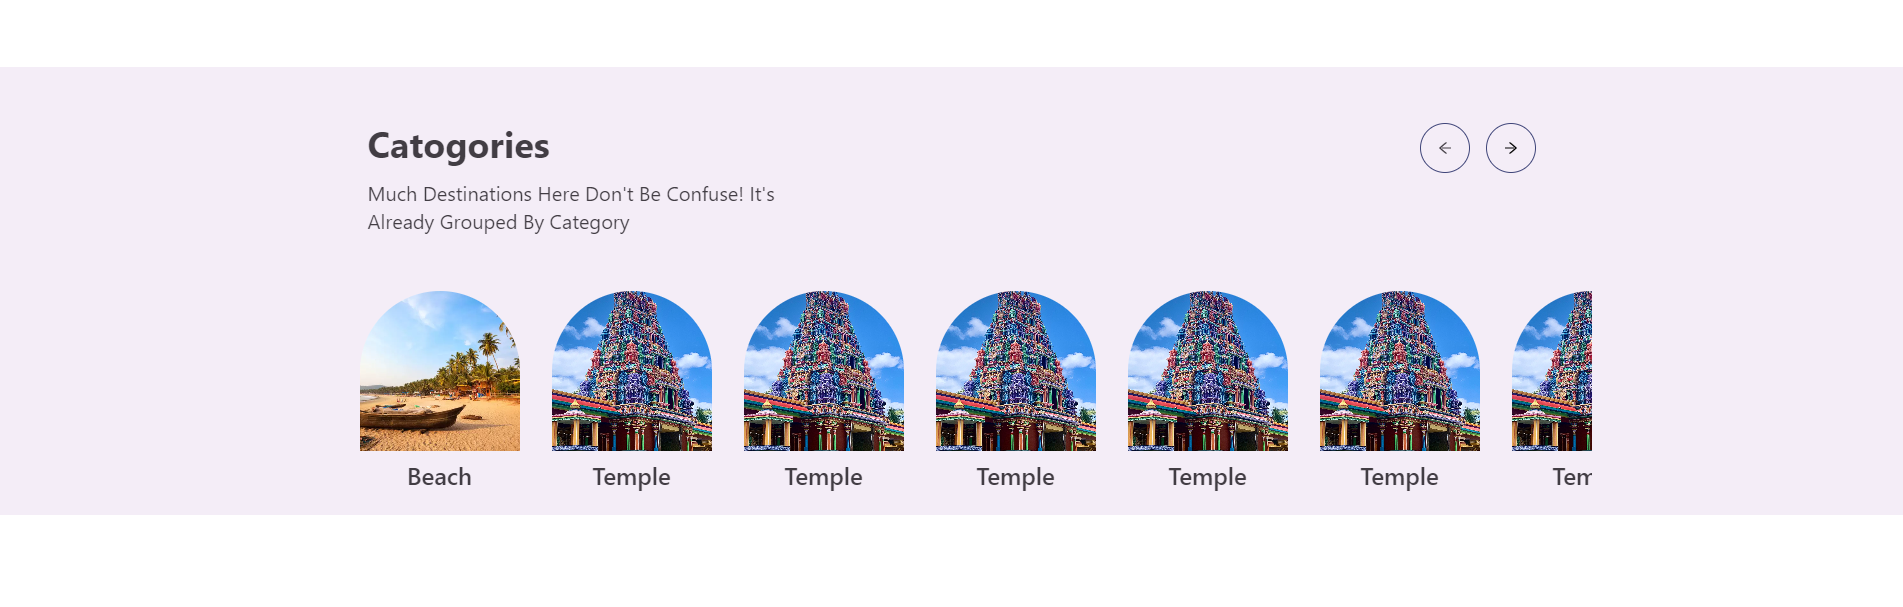 Catogories
Much Destinations Here Don't Be Confuse! It's
Already Grouped By Category
Beach
Temple
Temple
Temple
Temple
Temple
Tem